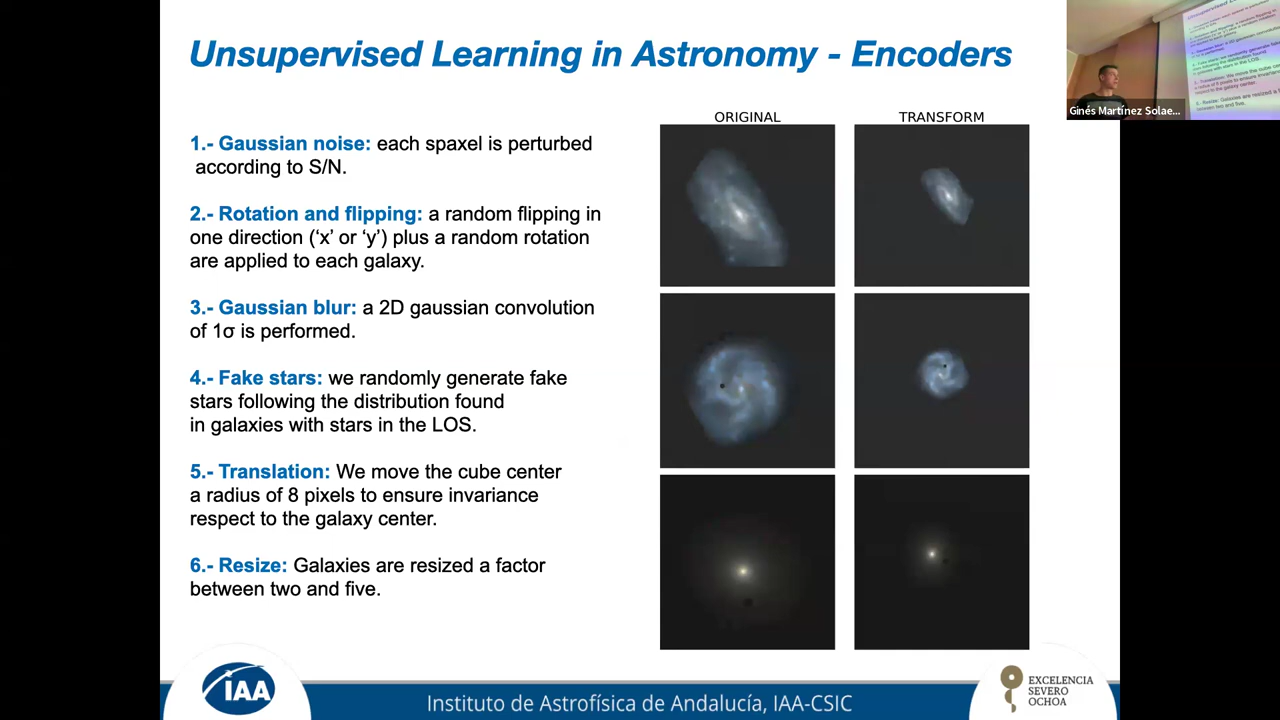 Unsupervised Learning in Astronomy - Encoders
1.- Gaussian noise: each spaxel is perturbed
according to S/N.
2.- Rotation and flipping: a random flipping in
one direction (‘x’ or ‘y’) plus a random rotation
are applied to each galaxy.
3.- Gaussian blur: a 2D gaussian convolution
of 1σ is performed.
4.- Fake stars: we randomly generate fake
stars following the distribution found
in galaxies with stars in the LOS.
5.- Translation: We move the cube center
a radius of 8 pixels to ensure invariance
respect to the galaxy center.
6.- Resize: Galaxies are resized a factor
between two and five.
ORIGINAL
TRANSFORM
Ginés Martínez Solae...
IAA
Instituto de Astrofísica de Andalucía, IAA-CSIC
EXCELENCIA
SEVERO
OCHOA